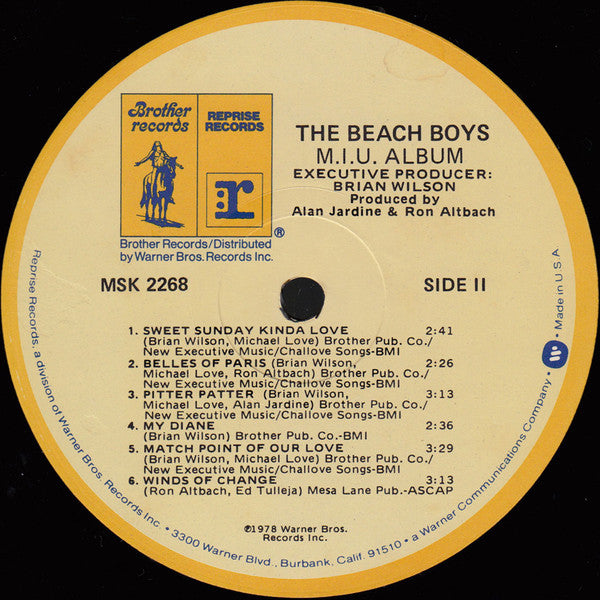 Brother
records
REPRISE
RECORDS
r
®
Brother Records/Distributed
by Warner Bros. Records Inc.
THE BEACH BOYS
M.I.U. ALBUM
EXECUTIVE PRODUCER:
BRIAN WILSON
Produced by
Alan Jardine & Ron Altbach
MSK 2268
SIDE II
1. SWEET SUNDAY KINDA LOVE 2:41
(Brian Wilson, Michael Love) Brother Pub. Co./
New Executive Music/Challove Songs-BMI
2. BELLES OF PARIS (Brian Wilson, 2:26
Michael Love, Ron Altbach) Brother Pub. Co./
New Executive Music/Challove Songs-BMI
3. PITTER PATTER (Brian Wilson, 3:13
Michael Love, Alan Jardine) Brother Pub. Co./
New Executive Music/Challove Songs-BMI
4. MY DIANE 2:36
(Brian Wilson) Brother Pub. Co.-BMI
5. MATCH POINT OF OUR LOVE 3:29
(Brian Wilson, Michael Love) Brother Pub. Co./
New Executive Music/Challove Songs-BMI
6. WINDS OF CHANGE 3:13
(Ron Altbach, Ed Tulleja) Mesa Lane Pub.-ASCAP
℗1978 Warner Bros.
Records Inc.
Reprise Records, a division of Warner Bros. Records Inc. • 3300 Warner Blvd., Burbank, Calif. 91510 • a Warner Communications Company • W • Made in U.S.A.